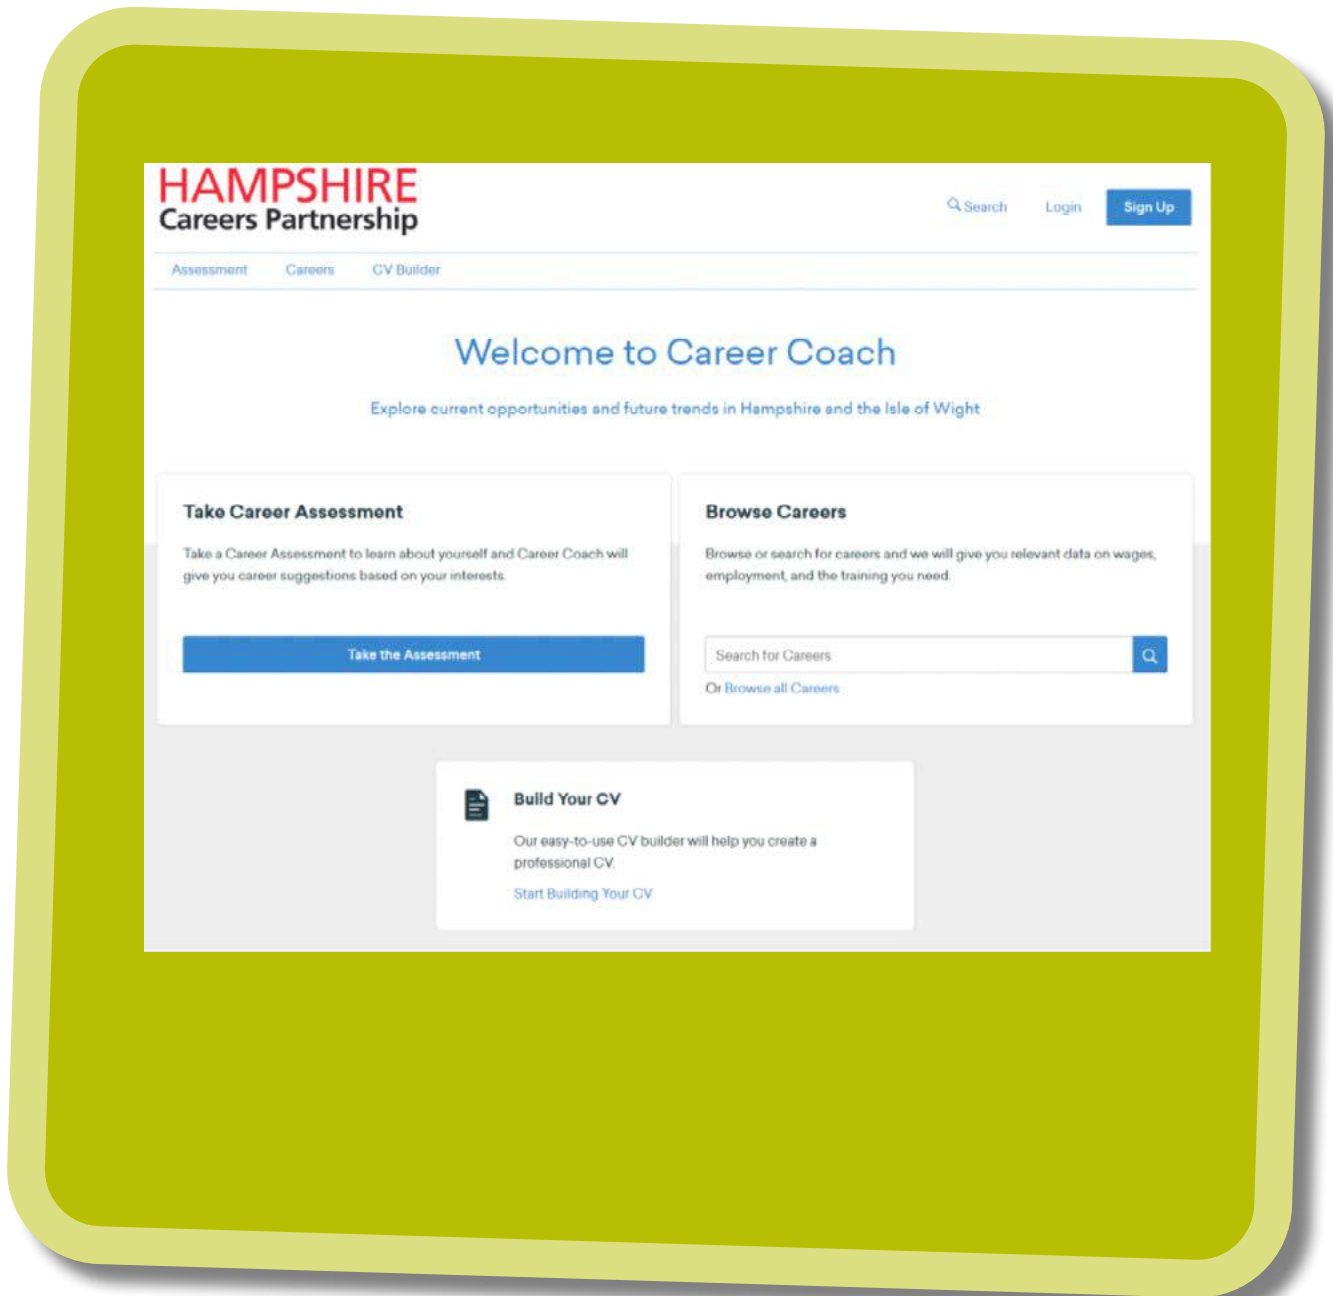 HAMPSHIRE
Careers Partnership
Search Login Sign Up
Assessment Careers CV Builder
Welcome to Career Coach
Explore current opportunities and future trends in Hampshire and the Isle of Wight
Take Career Assessment
Take a Career Assessment to learn about yourself and Career Coach will
give you career suggestions based on your interests.
Take the Assessment
Browse Careers
Browse or search for careers and we will give you relevant data on wages,
employment, and the training you need.
Search for Careers
Or Browse all Careers
Build Your CV
Our easy-to-use CV builder will help you create a
professional CV.
Start Building Your CV